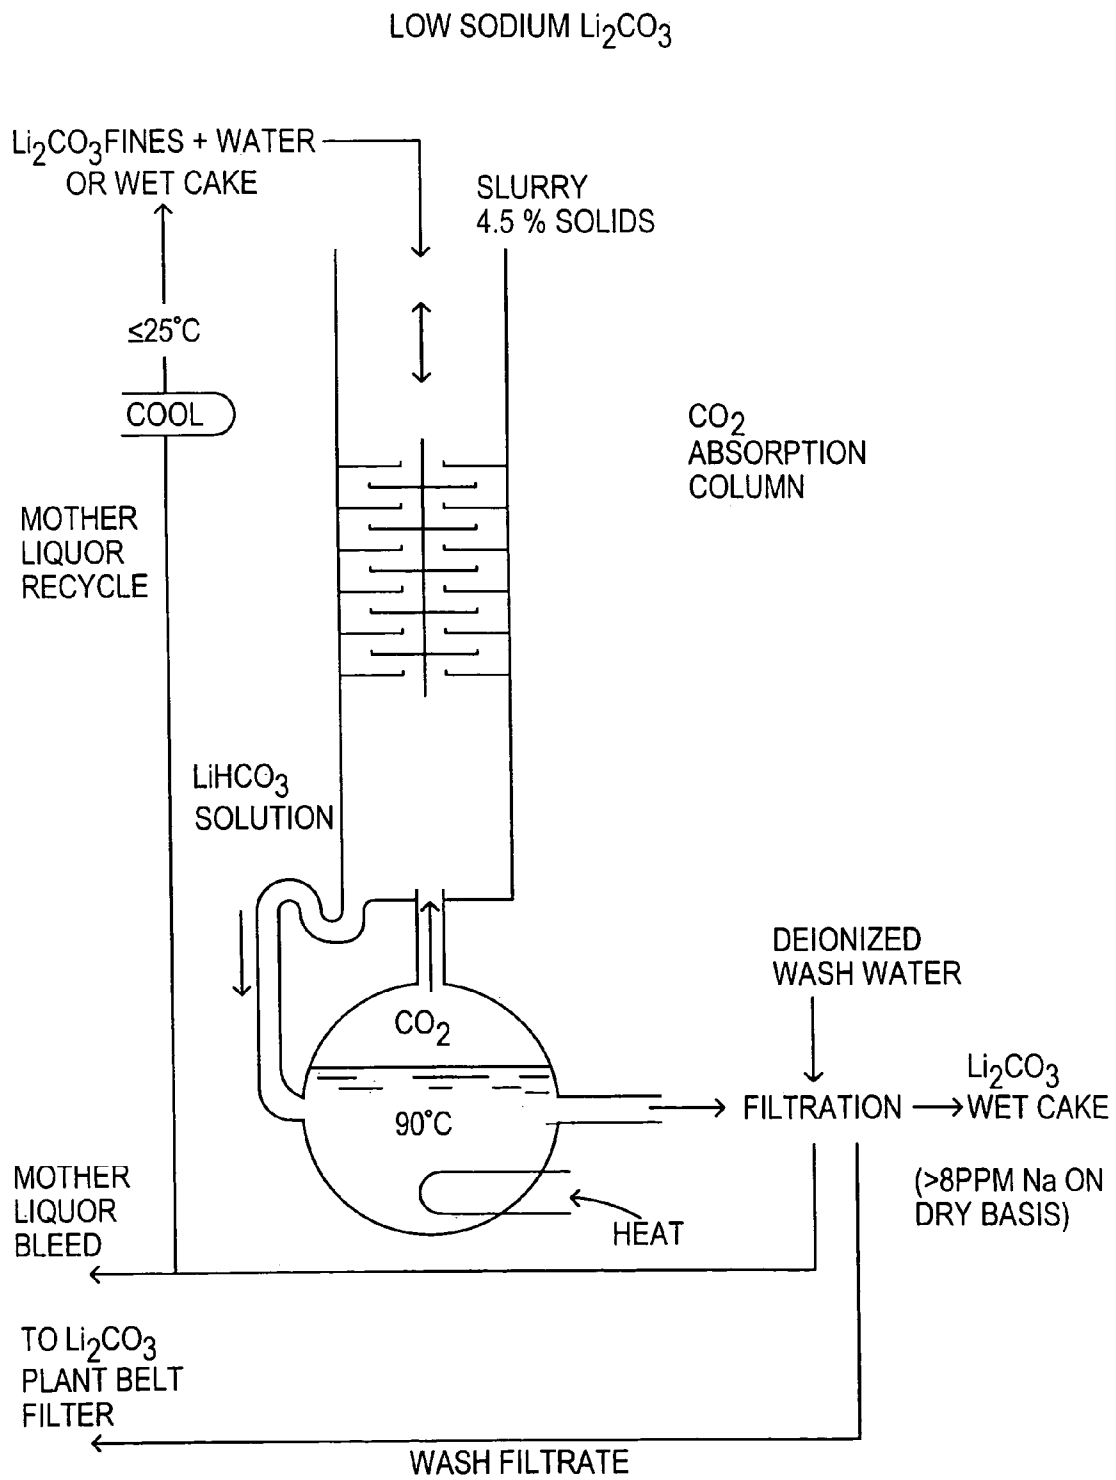 LOW SODIUM Li2CO3
Li2CO3FINES + WATER
OR WET CAKE
SLURRY
4.5 % SOLIDS
≤25°C
COOL
CO2
ABSORPTION
COLUMN
MOTHER
LIQUOR
RECYCLE
LiHCO3
SOLUTION
DEIONIZED
WASH WATER
CO2
90°C
FILTRATION
Li2CO3
WET CAKE
(>8PPM Na ON
DRY BASIS)
HEAT
MOTHER
LIQUOR
BLEED
TO Li2CO3
PLANT BELT
FILTER
WASH FILTRATE